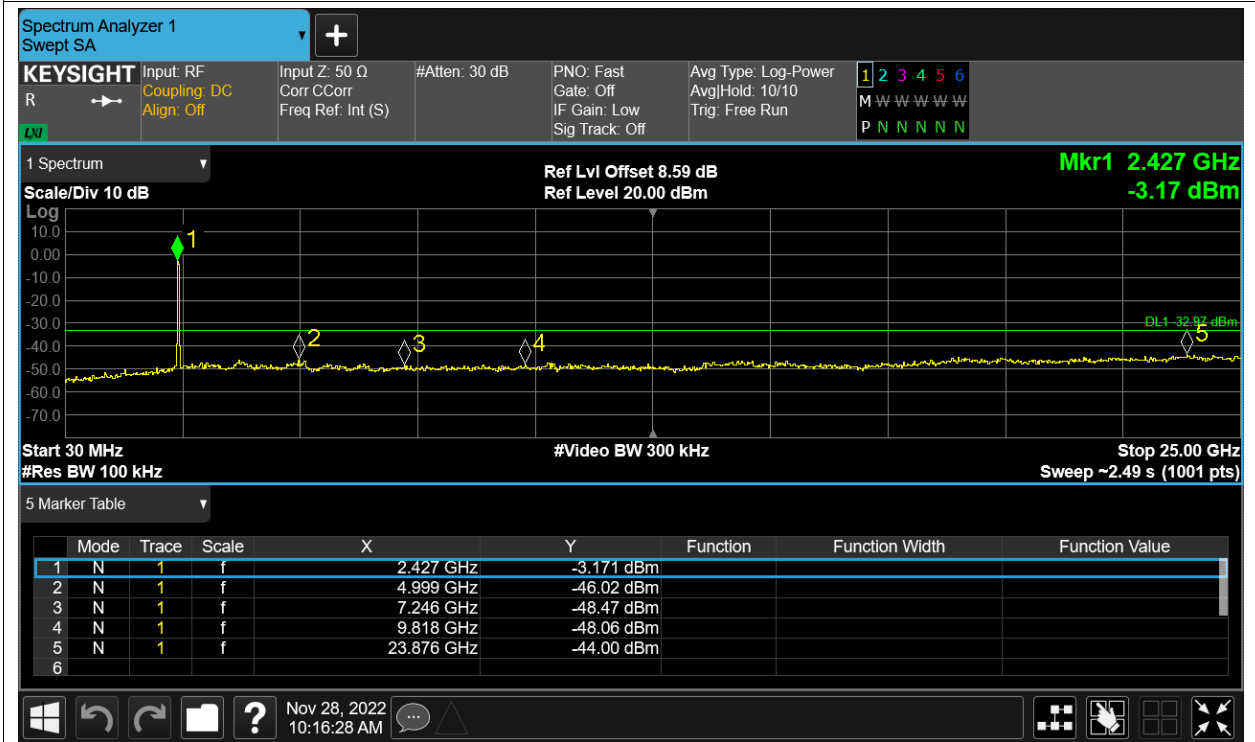 Spectrum Analyzer 1
Swept SA
+
KEYSIGHT
R
LXI
Input: RF
Coupling: DC
Align: Off
Input Z: 50 Ω
Corr CCorr
Freq Ref: Int (S)
#Atten: 30 dB
PNO: Fast
Gate: Off
IF Gain: Low
Sig Track: Off
Avg Type: Log-Power
Avg|Hold: 10/10
Trig: Free Run
1 2 3 4 5 6
M W W W W W
P N N N N N
1 Spectrum
Scale/Div 10 dB
Ref Lvl Offset 8.59 dB
Ref Level 20.00 dBm
Mkr1 2.427 GHz
-3.17 dBm
Log
10.0
0.00
-10.0
-20.0
-30.0
-40.0
-50.0
-60.0
-70.0
1
2
3
4
5
DL1 -32.97 dBm
Start 30 MHz
#Res BW 100 kHz
#Video BW 300 kHz
Stop 25.00 GHz
Sweep ~2.49 s (1001 pts)
5 Marker Table
Mode Trace Scale X Y Function Function Width Function Value
1 N 1 f 2.427 GHz -3.171 dBm
2 N 1 f 4.999 GHz -46.02 dBm
3 N 1 f 7.246 GHz -48.47 dBm
4 N 1 f 9.818 GHz -48.06 dBm
5 N 1 f 23.876 GHz -44.00 dBm
6
?
Nov 28, 2022
10:16:28 AM